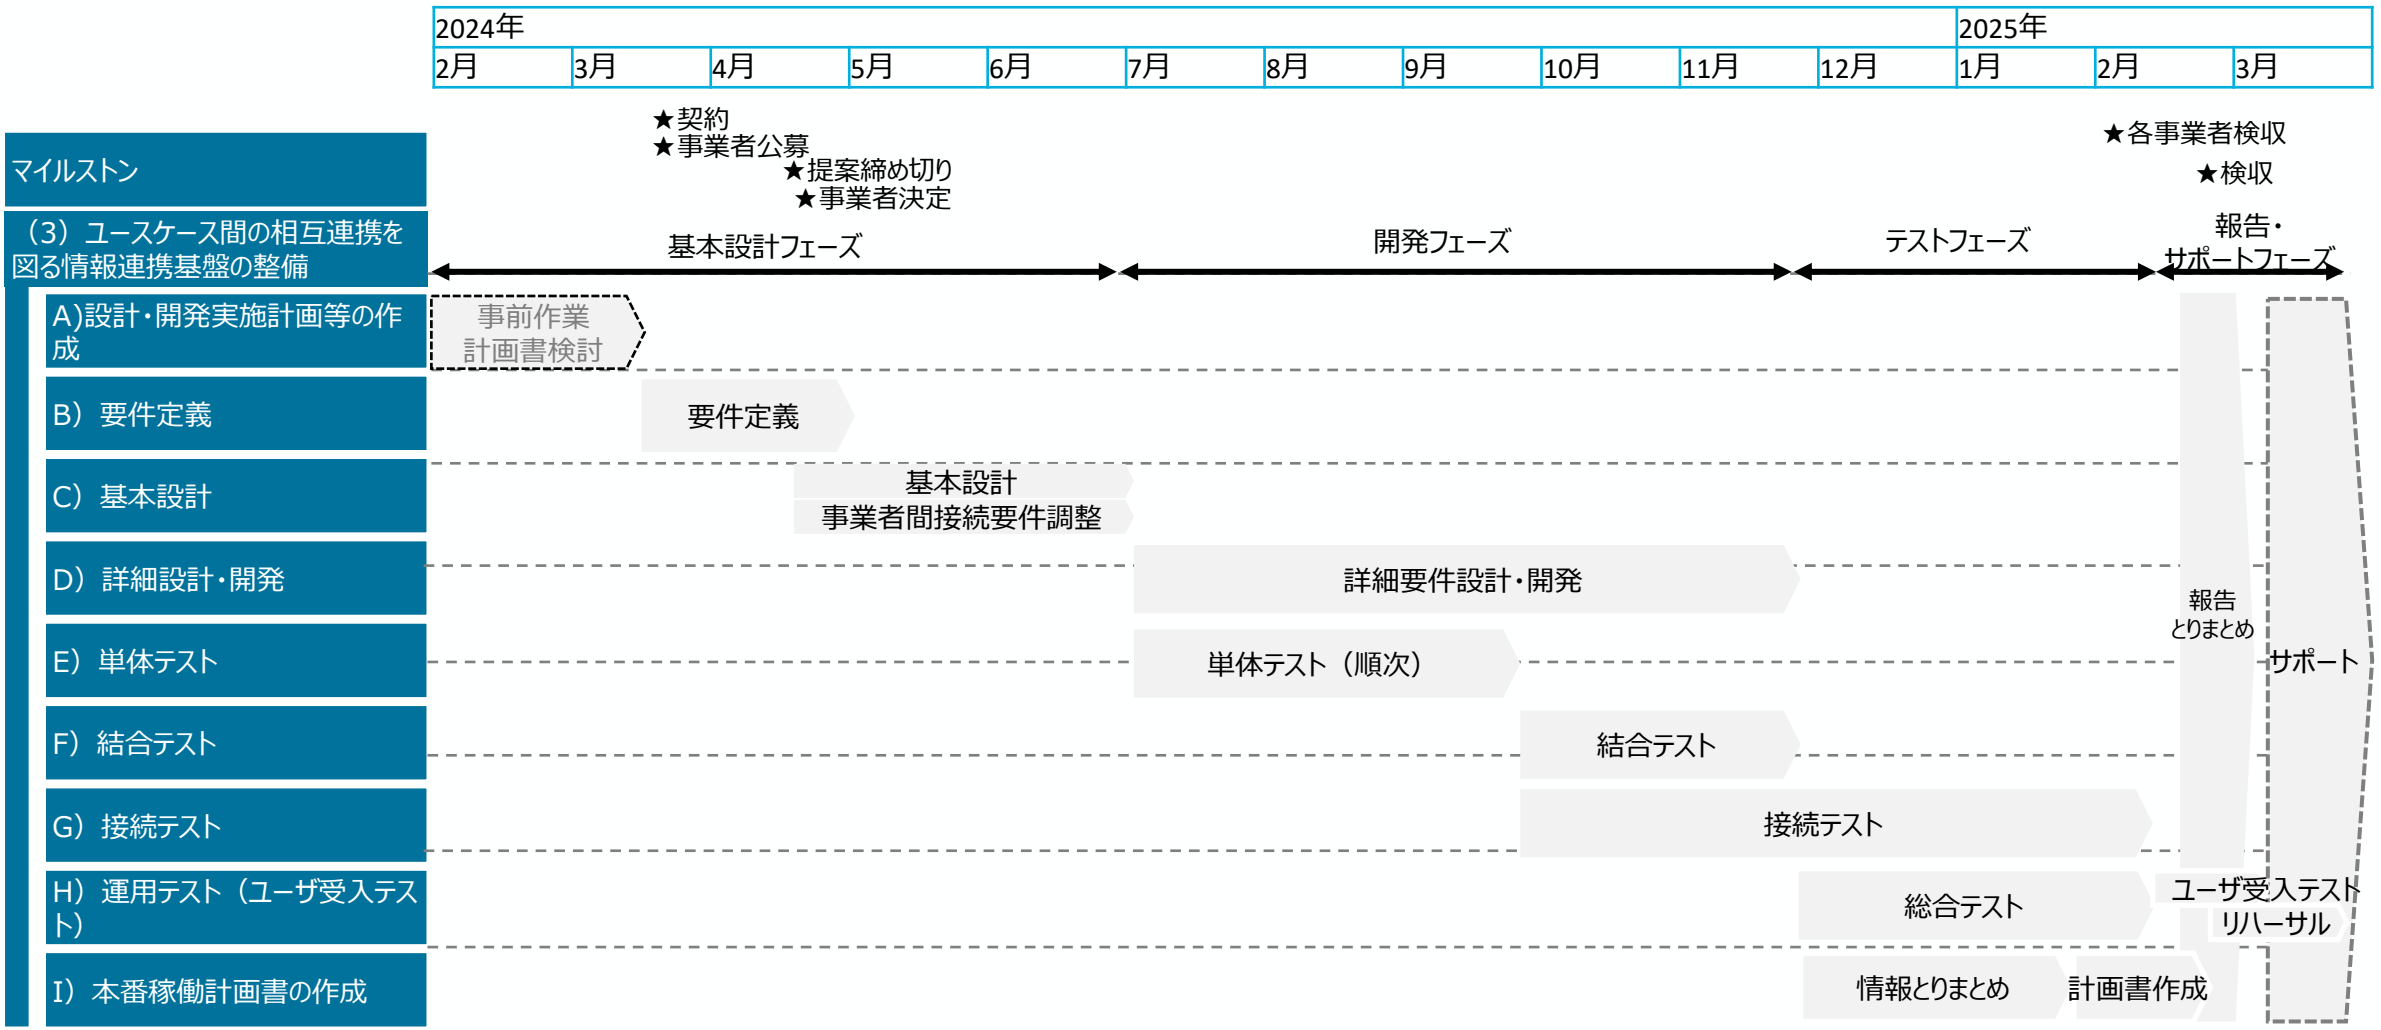 2024年
2025年
2月
3月
4月
5月
6月
7月
8月
9月
10月
11月
12月
1月
2月
3月
マイルストン
★契約
★事業者公募
★提案締め切り
★事業者決定
★各事業者検収
★検収
（3）ユースケース間の相互連携を
図る情報連携基盤の整備
基本設計フェーズ
開発フェーズ
テストフェーズ
報告・
サポートフェーズ
A)設計・開発実施計画等の作
成
事前作業
計画書検討
B）要件定義
要件定義
C）基本設計
基本設計
事業者間接続要件調整
D）詳細設計・開発
詳細要件設計・開発
報告
とりまとめ
E）単体テスト
単体テスト（順次）
サポート
F）結合テスト
結合テスト
G）接続テスト
接続テスト
H）運用テスト（ユーザ受入テス
ト）
総合テスト
ユーザ受入テスト
リハーサル
I）本番稼働計画書の作成
情報とりまとめ
計画書作成